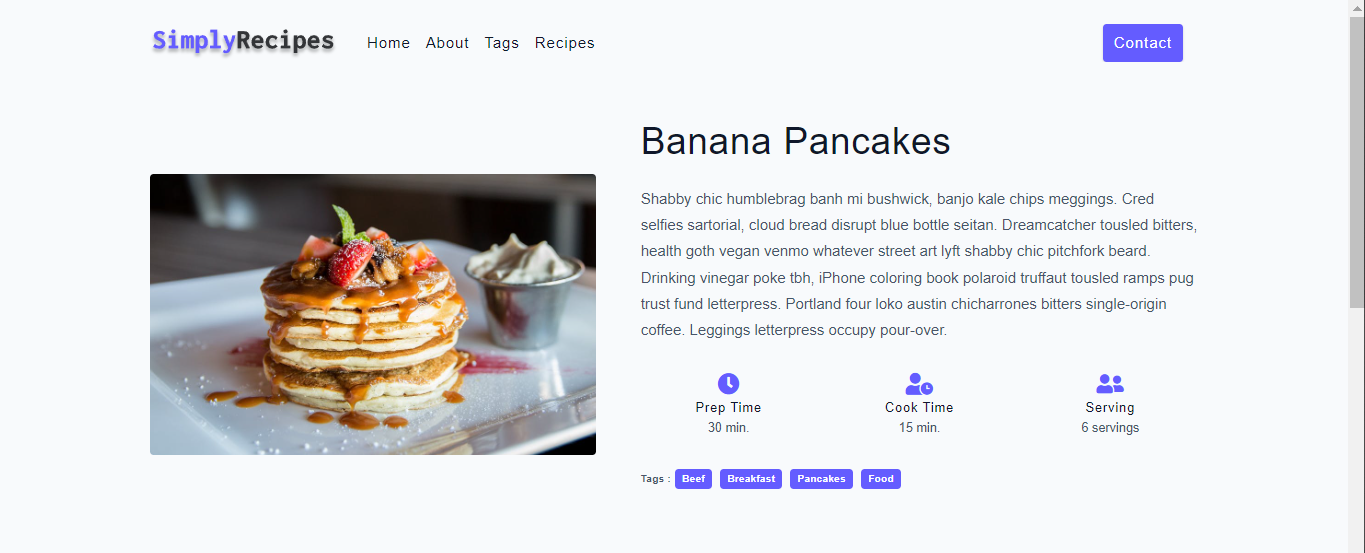 SimplyRecipes Home About Tags Recipes Contact
Banana Pancakes
Shabby chic humblebrag banh mi bushwick, banjo kale chips meggings. Cred
selfies sartorial, cloud bread disrupt blue bottle seitan. Dreamcatcher tousled bitters,
health goth vegan venmo whatever street art lyft shabby chic pitchfork beard.
Drinking vinegar poke tbh, iPhone coloring book polaroid truffaut tousled ramps pug
trust fund letterpress. Portland four loko austin chicharrones bitters single-origin
coffee. Leggings letterpress occupy pour-over.
Prep Time Cook Time Serving
30 min. 15 min. 6 servings
Tags : Beef Breakfast Pancakes Food